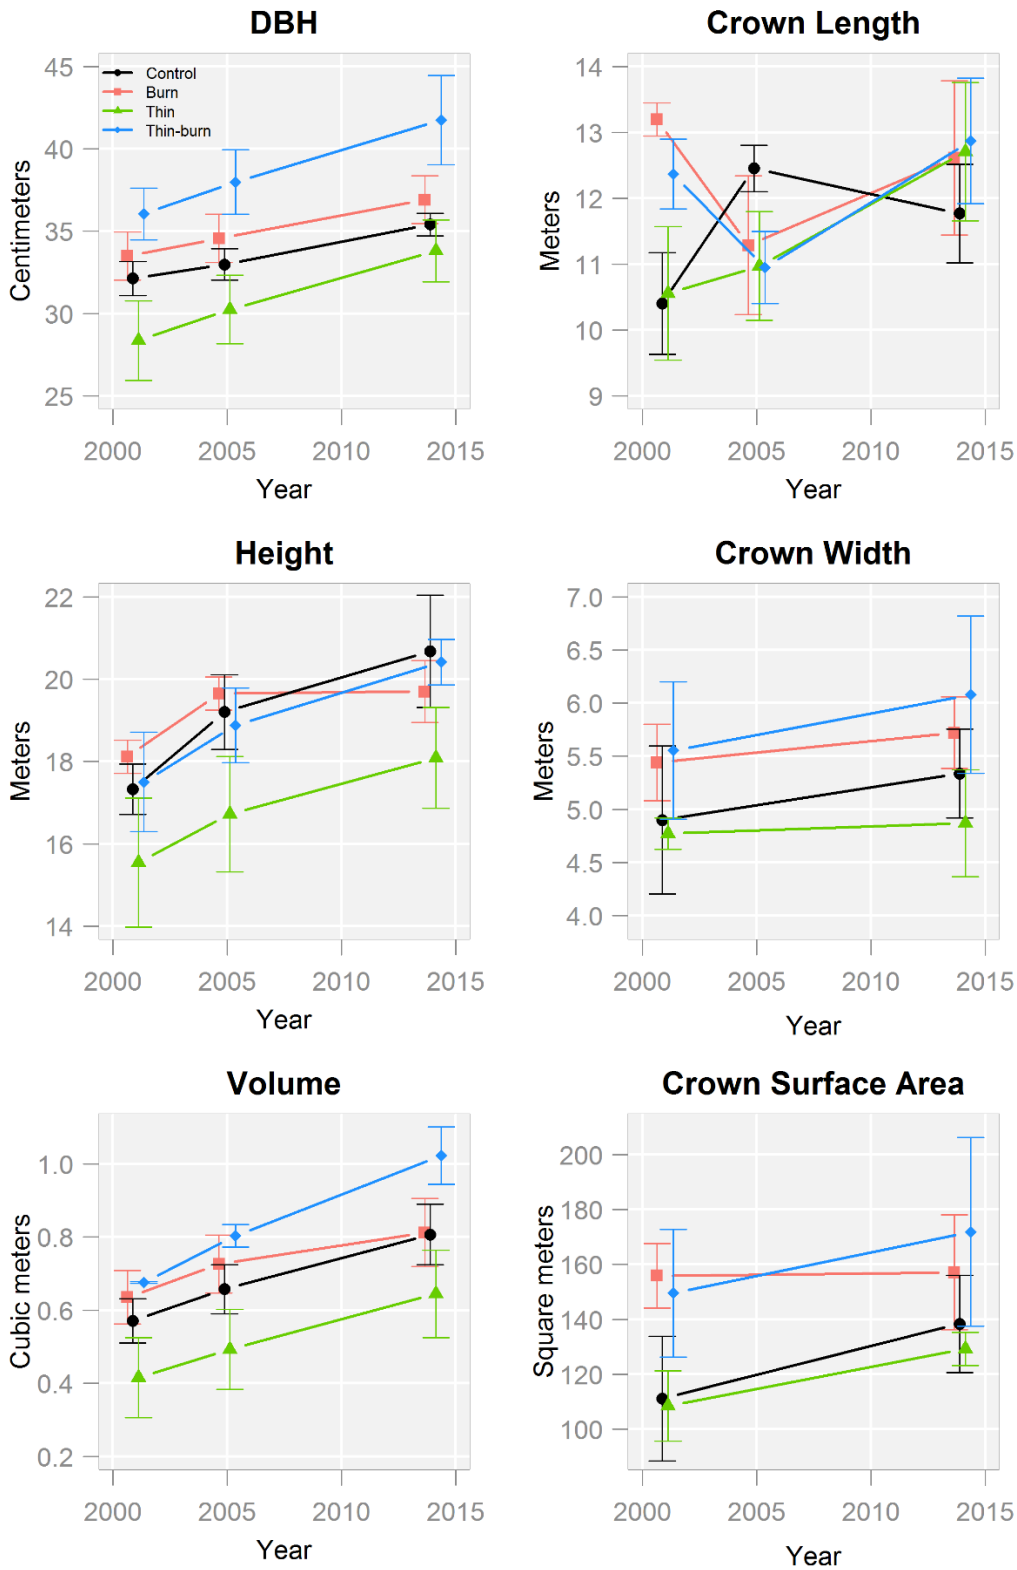 DBH
45
40
35
30
25
Centimeters
Control
Burn
Thin
Thin-burn
2000 2005 2010 2015
Year
Crown Length
14
13
12
11
10
9
Meters
2000 2005 2010 2015
Year
Height
22
20
18
16
14
Meters
2000 2005 2010 2015
Year
Crown Width
7.0
6.5
6.0
5.5
5.0
4.5
4.0
Meters
2000 2005 2010 2015
Year
Volume
1.0
0.8
0.6
0.4
0.2
Cubic meters
2000 2005 2010 2015
Year
Crown Surface Area
200
180
160
140
120
100
Square meters
2000 2005 2010 2015
Year